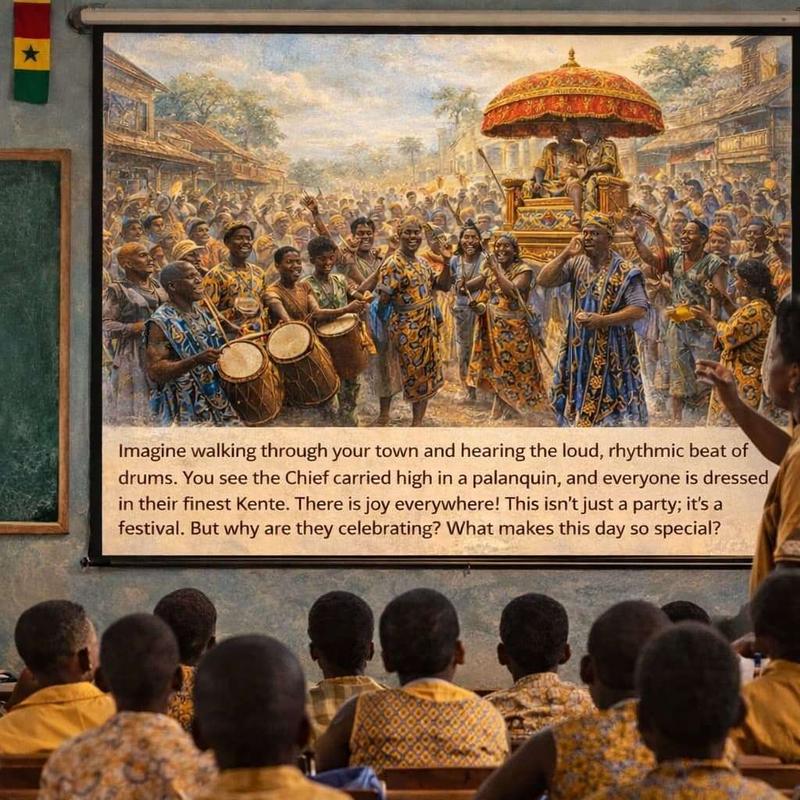 Imagine walking through your town and hearing the loud, rhythmic beat of
drums. You see the Chief carried high in a palanquin, and everyone is dressed
in their finest Kente. There is joy everywhere! This isn't just a party; it's a
festival. But why are they celebrating? What makes this day so special?